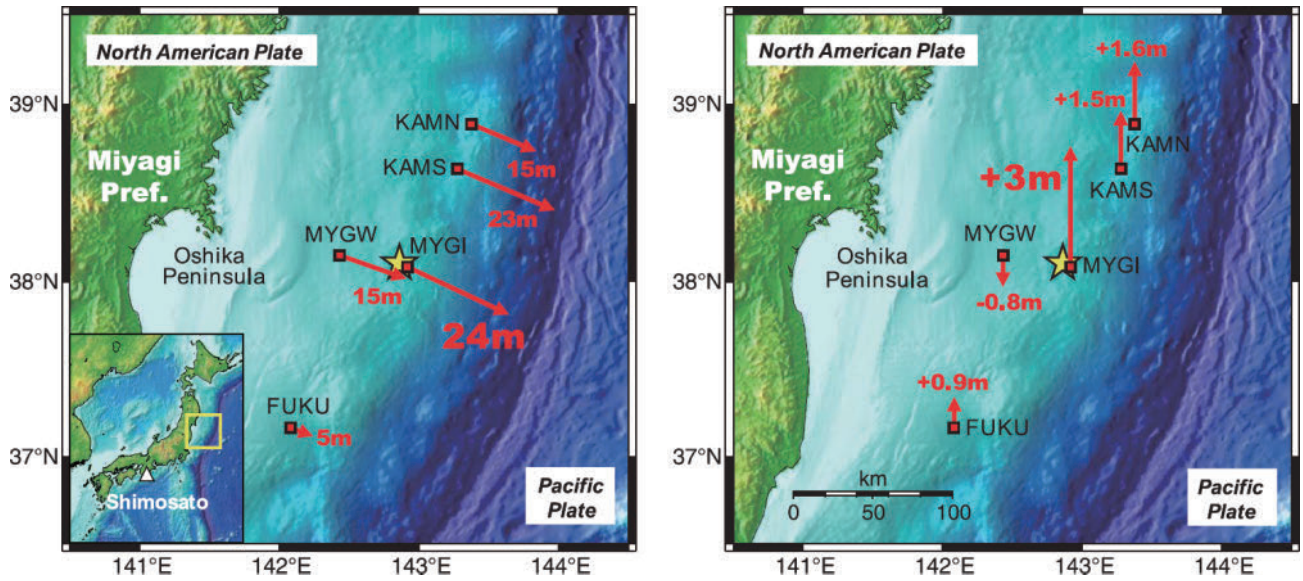 North American Plate
39°N
38°N
37°N
Miyagi
Pref.
Oshika
Peninsula
KAMN
15m
KAMS
23m
MYGW
MYGI
15m
24m
FUKU
5m
Shimosato
Pacific
Plate
141°E
142°E
143°E
144°E
North American Plate
39°N
38°N
37°N
Miyagi
Pref.
Oshika
Peninsula
+1.6m
+1.5m
KAMN
KAMS
+3m
MYGW
MYGI
-0.8m
+0.9m
FUKU
km
0
50
100
Pacific
Plate
141°E
142°E
143°E
144°E